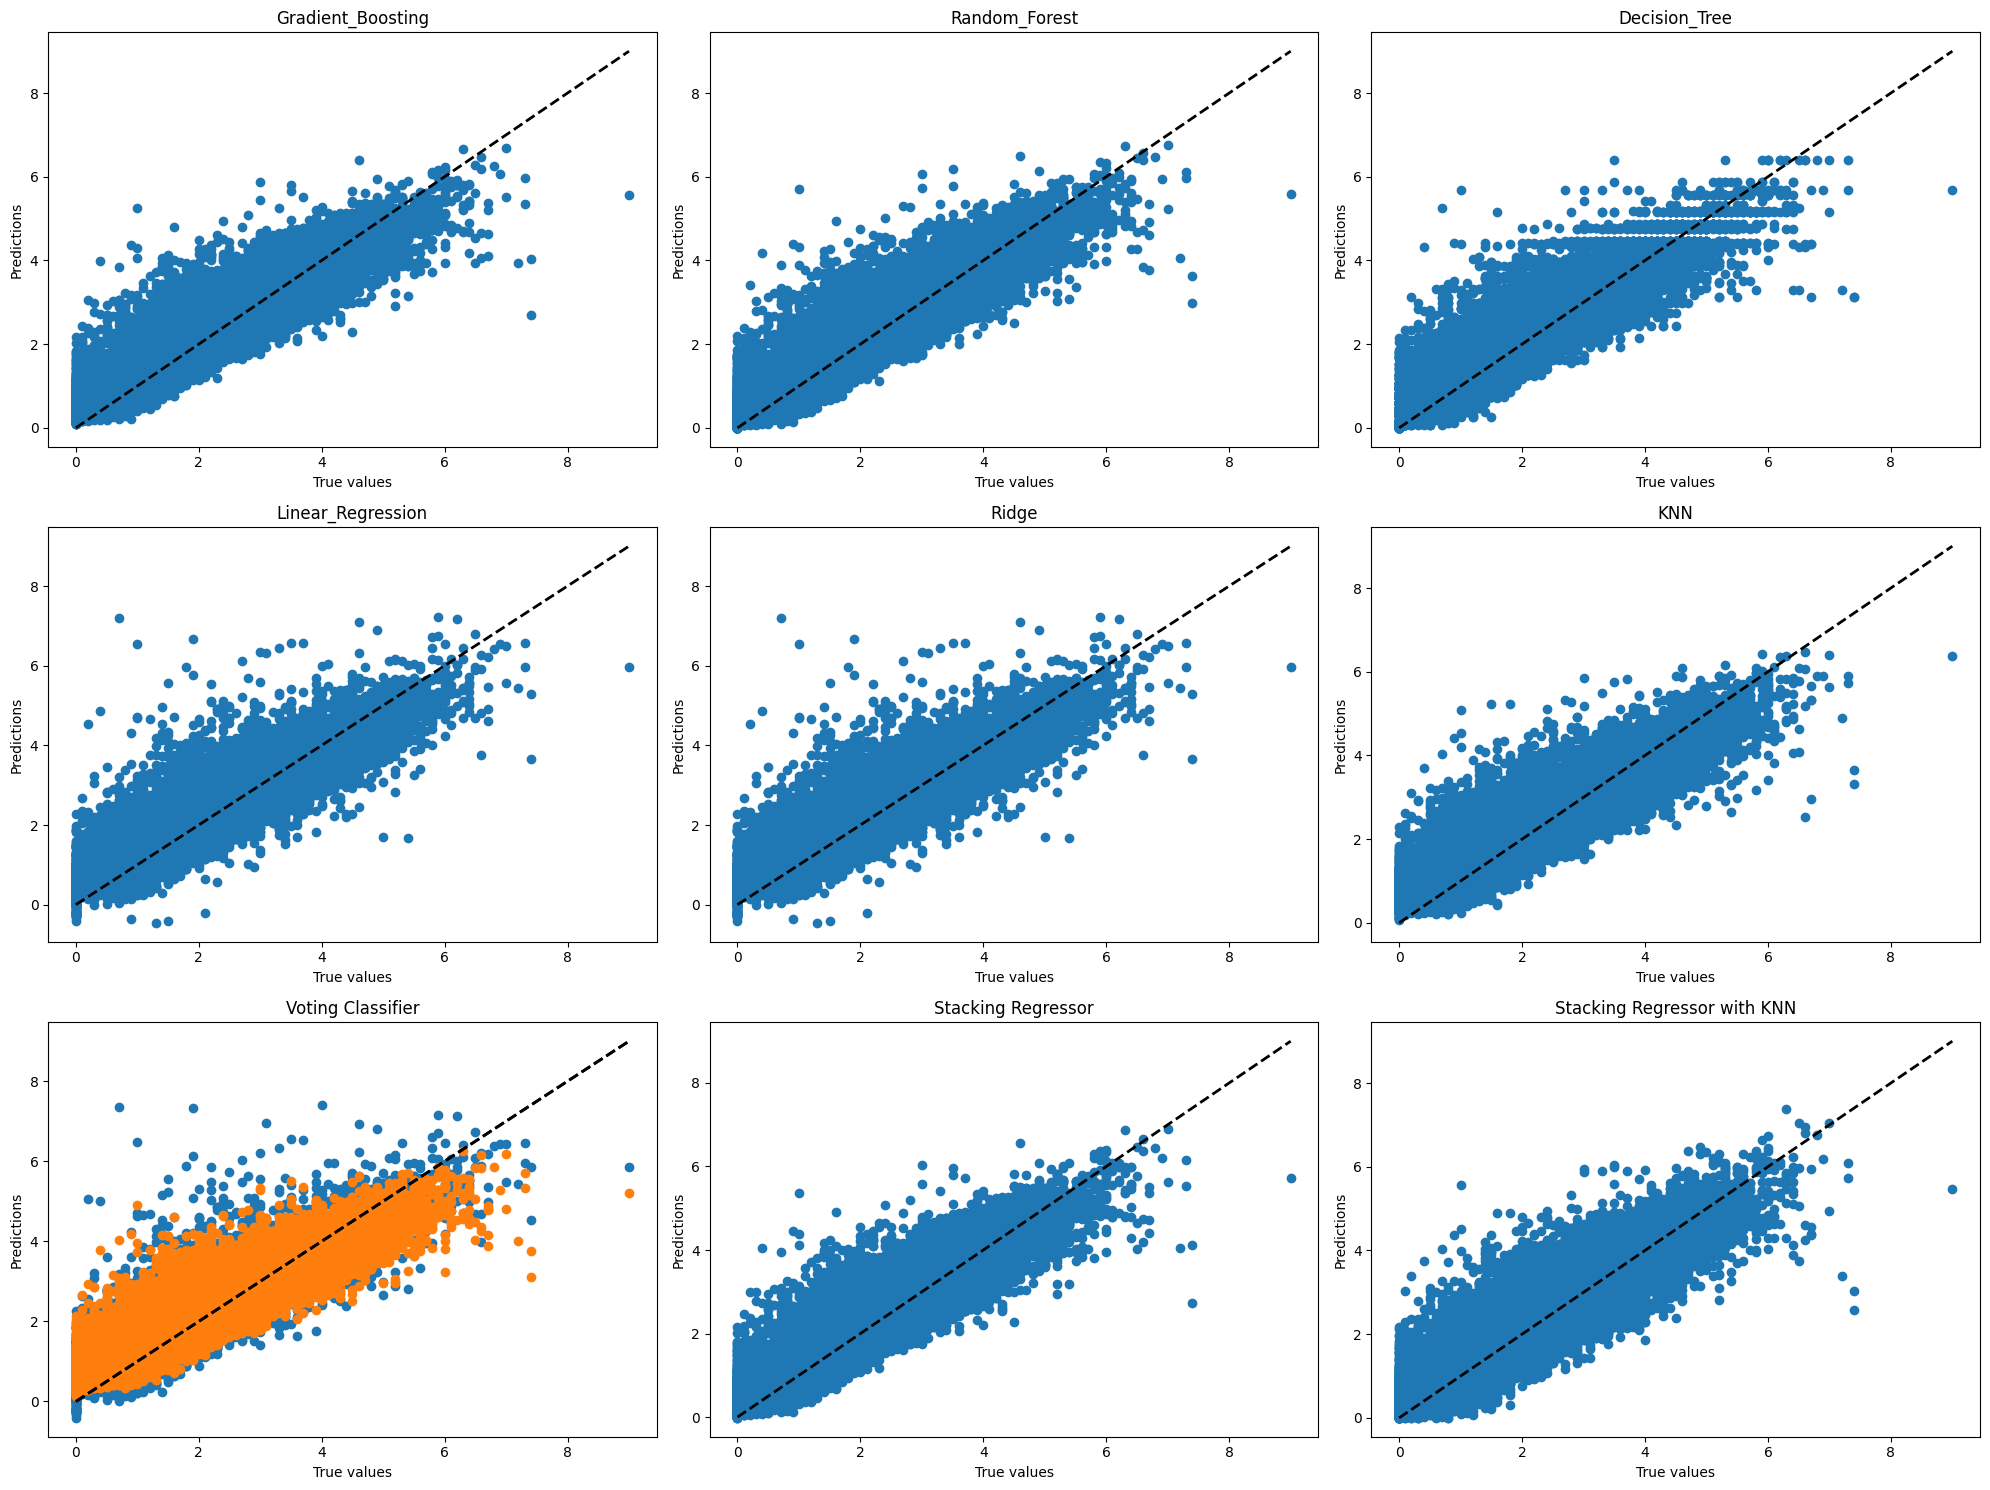 Gradient_Boosting
Predictions
8
6
4
2
0
0 2 4 6 8
True values
Random_Forest
Predictions
8
6
4
2
0
0 2 4 6 8
True values
Decision_Tree
Predictions
8
6
4
2
0
0 2 4 6 8
True values
Linear_Regression
Predictions
8
6
4
2
0
0 2 4 6 8
True values
Ridge
Predictions
8
6
4
2
0
0 2 4 6 8
True values
KNN
Predictions
8
6
4
2
0
0 2 4 6 8
True values
Voting Classifier
Predictions
8
6
4
2
0
0 2 4 6 8
True values
Stacking Regressor
Predictions
8
6
4
2
0
0 2 4 6 8
True values
Stacking Regressor with KNN
Predictions
8
6
4
2
0
0 2 4 6 8
True values